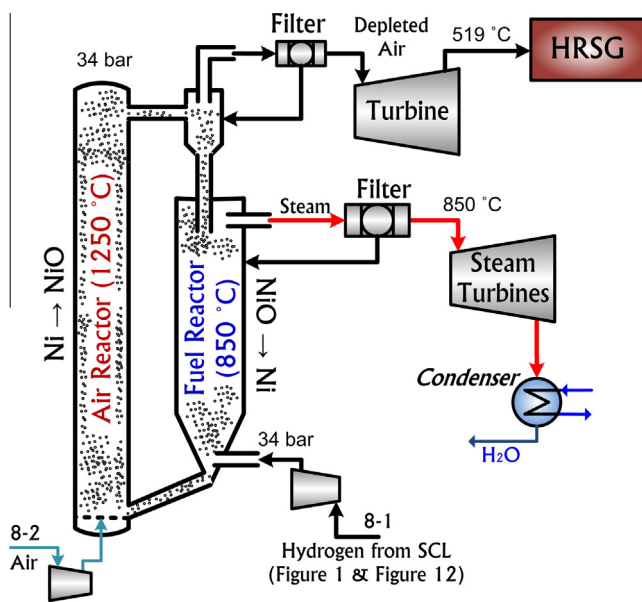 Filter
Depleted
Air
519 °C
HRSG
34 bar
Turbine
Ni → NiO
Air Reactor (1250 °C)
Fuel Reactor
(850 °C)
NiO → Ni
Steam
Filter
850 °C
Steam
Turbines
Condenser
H₂O
34 bar
8-1
Hydrogen from SCL
(Figure 1 & Figure 12)
8-2
Air